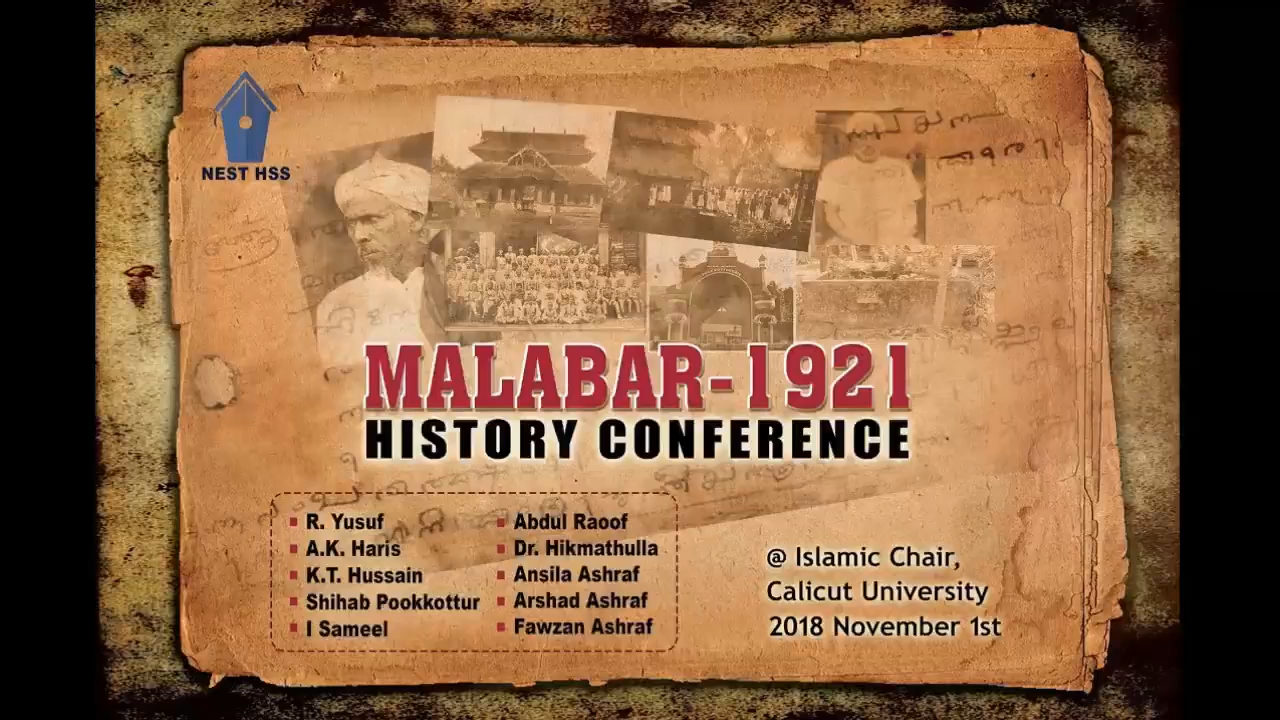 NEST HSS
MALABAR-1921
HISTORY CONFERENCE
R. Yusuf
A.K. Haris
K.T. Hussain
Shihab Pookkottur
I Sameel
Abdul Raoof
Dr. Hikmathulla
Ansila Ashraf
Arshad Ashraf
Fawzan Ashraf
@ Islamic Chair,
Calicut University
2018 November 1st